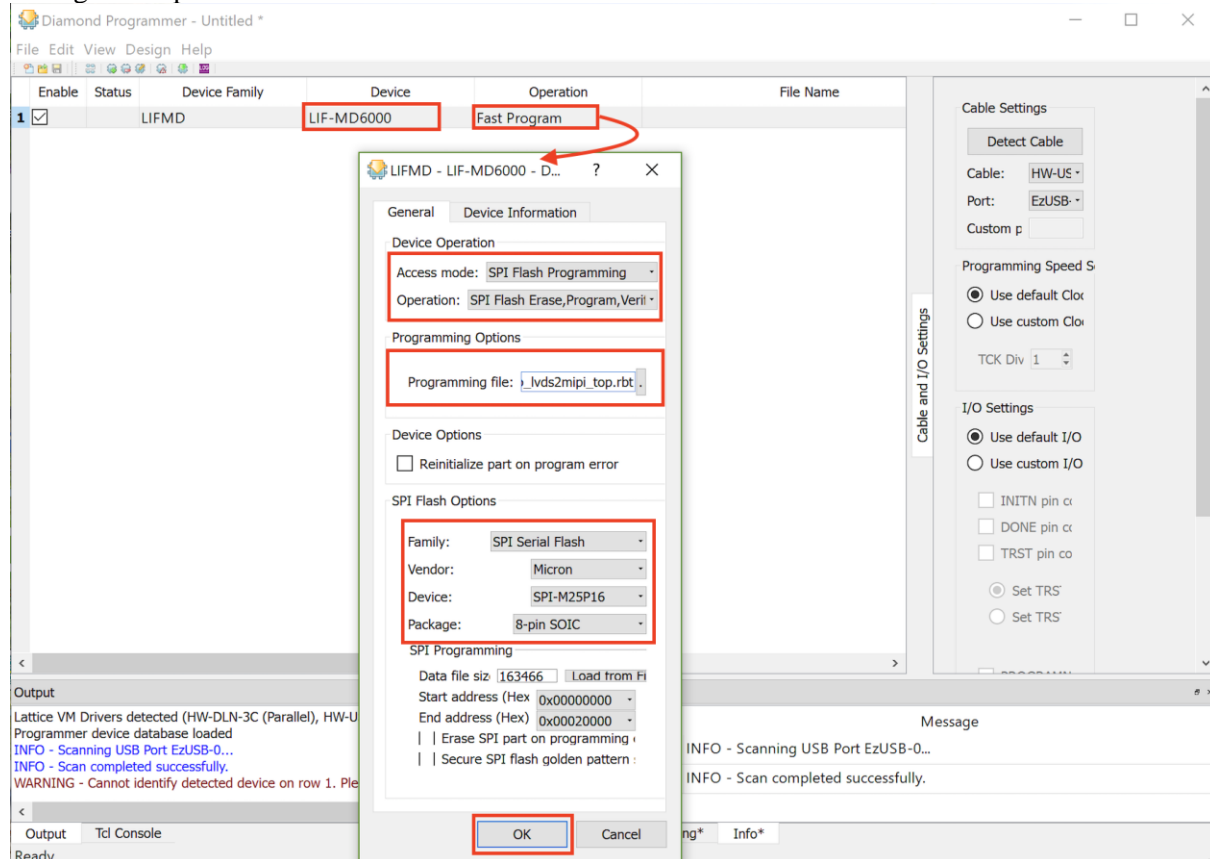 Diamond Programmer - Untitled *
File Edit View Design Help
Enable Status Device Family Device Operation File Name
1 LIFMD LIF-MD6000 Fast Program
LIFMD - LIF-MD6000 - D... ? ×
General Device Information
Device Operation
Access mode: SPI Flash Programming
Operation: SPI Flash Erase,Program,Veri
Programming Options
Programming file: _lvds2mipi_top.rbt .
Device Options
Reinitialize part on program error
SPI Flash Options
Family: SPI Serial Flash
Vendor: Micron
Device: SPI-M25P16
Package: 8-pin SOIC
SPI Programming
Data file siz 163466 Load from Fi
Start address (Hex 0x00000000
End address (Hex) 0x00020000
Erase SPI part on programming
Secure SPI flash golden pattern
OK Cancel
Cable and I/O Settings
Cable Settings
Detect Cable
Cable: HW-US
Port: EzUSB-
Custom p
Programming Speed S
Use default Cloc
Use custom Clo
TCK Div 1
I/O Settings
Use default I/O
Use custom I/O
INITN pin co
DONE pin co
TRST pin co
Set TRS
Set TRS
Output
Lattice VM Drivers detected (HW-DLN-3C (Parallel), HW-U
Programmer device database loaded
INFO - Scanning USB Port EzUSB-0...
INFO - Scan completed successfully.
WARNING - Cannot identify detected device on row 1. Ple
Message
INFO - Scanning USB Port EzUSB-0...
INFO - Scan completed successfully.
Output Tcl Console ng* Info*
Ready